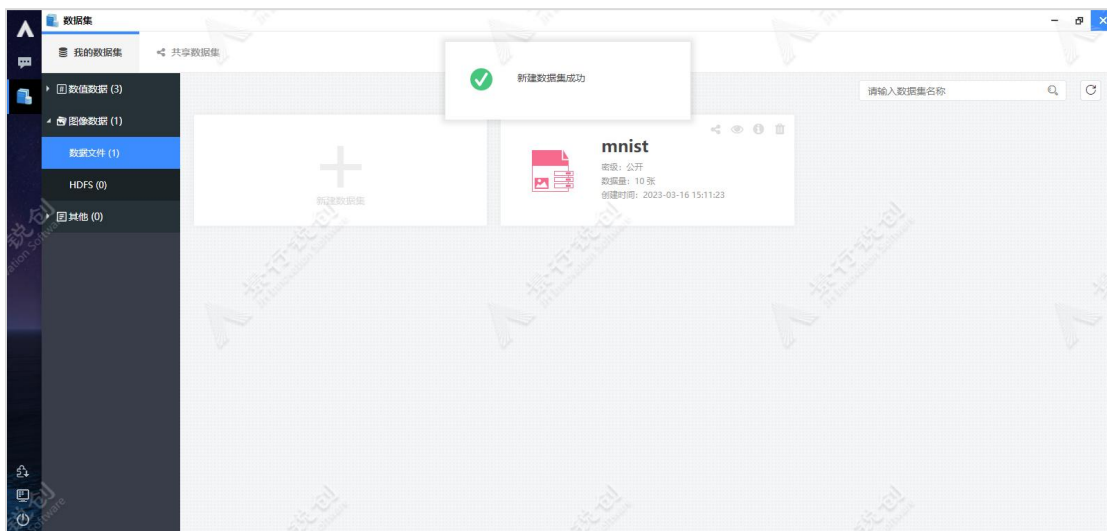 数据集
我的数据集
共享数据集
新建数据集成功
数值数据 (3)
请输入数据集名称
图像数据 (1)
数据文件 (1)
HDFS (0)
其他 (0)
新建数据集
mnist
密级：公开
数据量：10 张
创建时间：2023-03-16 15:11:23